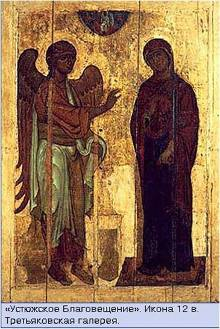 «Устюжское Благовещение». Икона 12 в.
Третьяковская галерея.